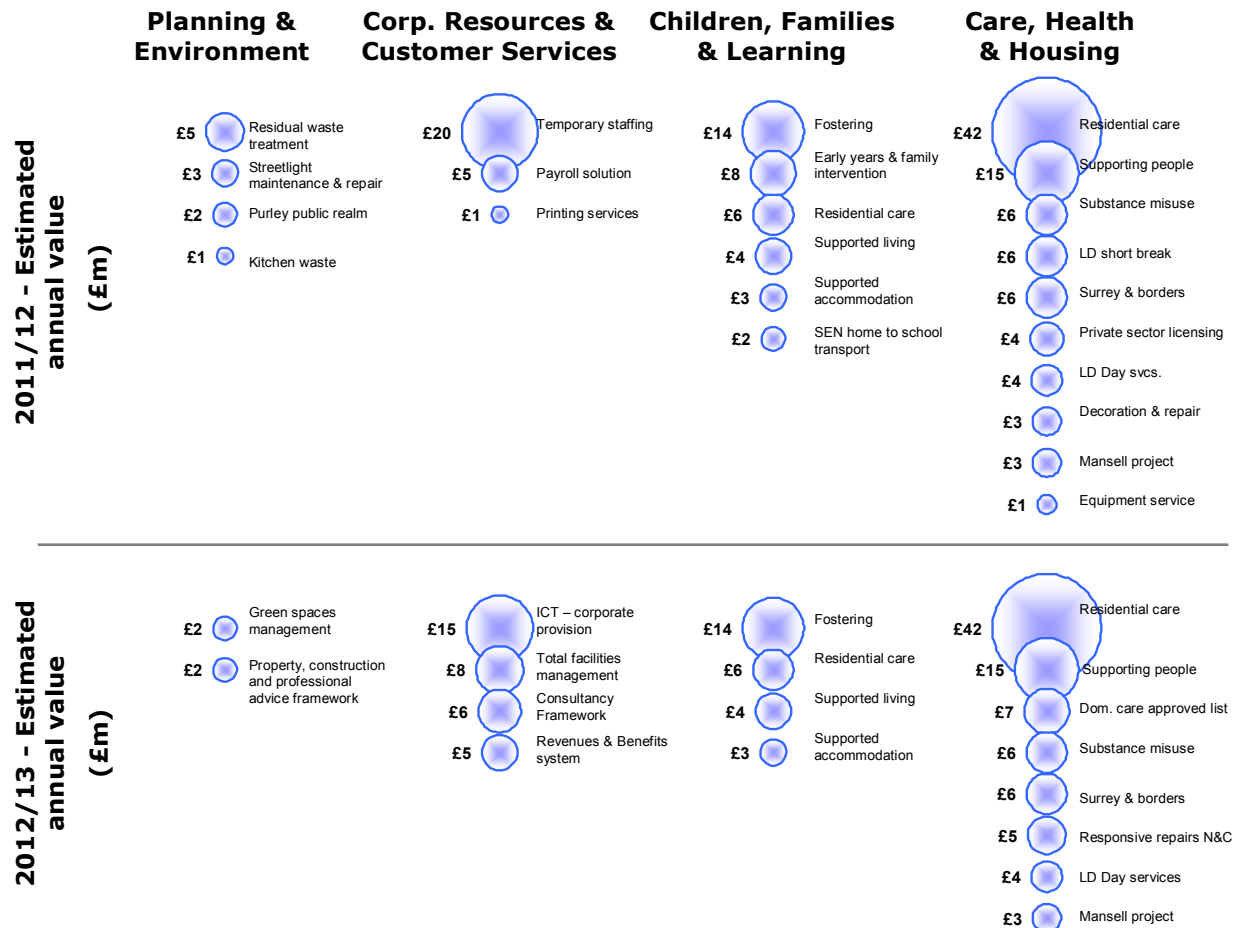 Planning &
Environment
Corp. Resources &
Customer Services
Children, Families
& Learning
Care, Health
& Housing
2011/12 - Estimated
annual value
(£m)
£5
Residual waste
treatment
£3
Streetlight
maintenance & repair
£2
Purley public realm
£1
Kitchen waste
£20
Temporary staffing
£5
Payroll solution
£1
Printing services
£14
Fostering
£8
Early years & family
intervention
£6
Residential care
£4
Supported living
£3
Supported
accommodation
£2
SEN home to school
transport
£42
Residential care
£15
Supporting people
£6
Substance misuse
£6
LD short break
£6
Surrey & borders
£4
Private sector licensing
£4
LD Day svcs.
£3
Decoration & repair
£3
Mansell project
£1
Equipment service
2012/13 - Estimated
annual value
(£m)
£2
Green spaces
management
£2
Property, construction
and professional
advice framework
£15
ICT – corporate
provision
£8
Total facilities
management
£6
Consultancy
Framework
£5
Revenues & Benefits
system
£14
Fostering
£6
Residential care
£4
Supported living
£3
Supported
accommodation
£42
Residential care
£15
Supporting people
£7
Dom. care approved list
£6
Substance misuse
£6
Surrey & borders
£5
Responsive repairs N&C
£4
LD Day services
£3
Mansell project